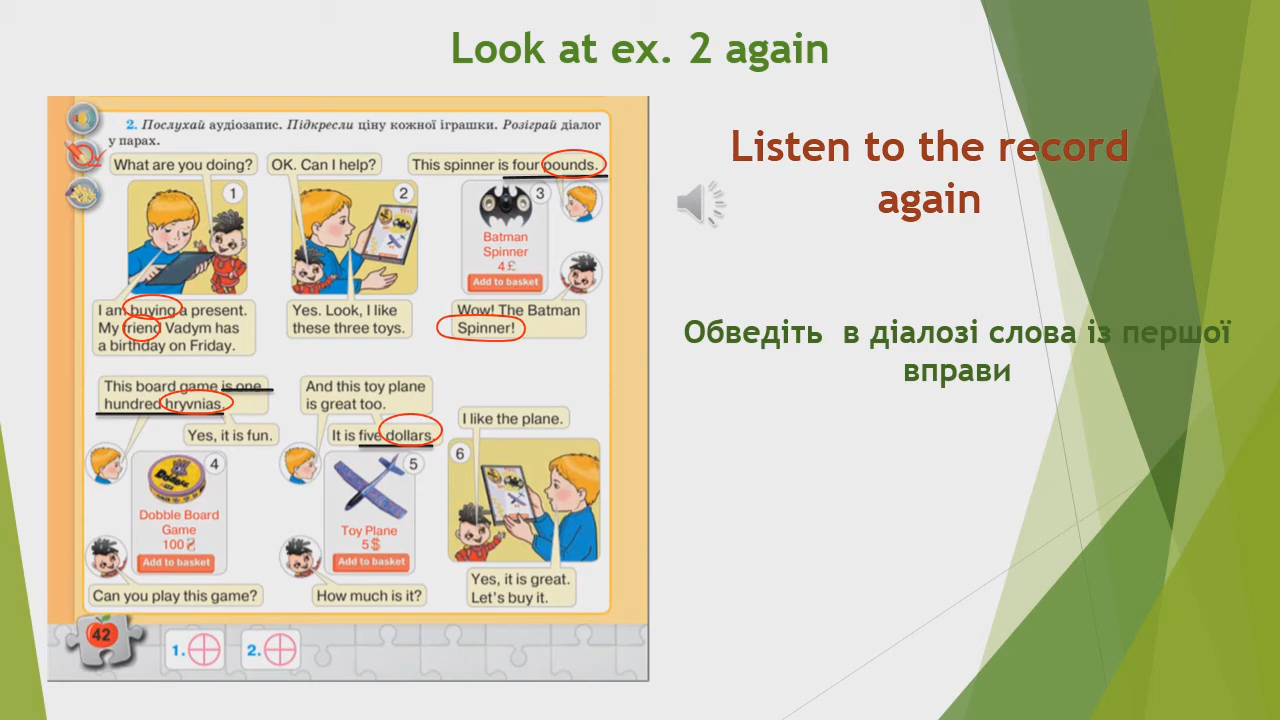 Look at ex. 2 again
2. Послухай аудіозапис. Підкресли ціну кожної іграшки. Розіграй діалог
у парах.
What are you doing?
OK. Can I help?
This spinner is four pounds.
1
2
3
Batman
Spinner
4£
Add to basket
I am buying a present.
My friend Vadym has
a birthday on Friday.
Yes. Look, I like
these three toys.
Wow! The Batman
Spinner!
This board game is one
hundred hryvnias.
Yes, it is fun.
And this toy plane
is great too.
It is five dollars.
I like the plane.
4
5
6
Dobble Board
Game
100₴
Add to basket
Toy Plane
5$
Add to basket
Can you play this game?
How much is it?
Yes, it is great.
Let's buy it.
42
1.
2.
Listen to the record
again
Обведіть в діалозі слова із першої
вправи